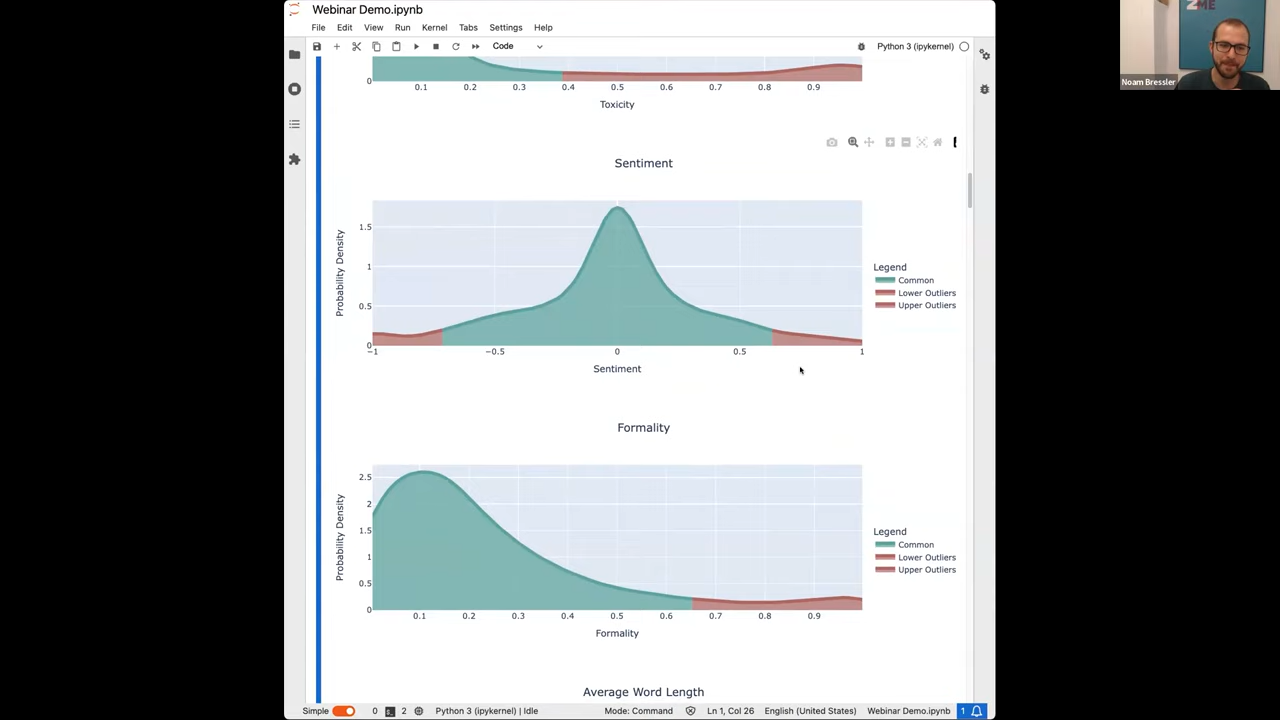 Webinar Demo.ipynb
File Edit View Run Kernel Tabs Settings Help
Code
Python 3 (ipykernel)
ZME
Noam Bressler
0
0.1 0.2 0.3 0.4 0.5 0.6 0.7 0.8 0.9
Toxicity
Sentiment
Probability Density
1.5
1
0.5
0
−1 −0.5 0 0.5 1
Sentiment
Legend
Common
Lower Outliers
Upper Outliers
Formality
Probability Density
2.5
2
1.5
1
0.5
0
0.1 0.2 0.3 0.4 0.5 0.6 0.7 0.8 0.9
Formality
Legend
Common
Lower Outliers
Upper Outliers
Average Word Length
Simple 0 2 Python 3 (ipykernel) | Idle Mode: Command Ln 1, Col 26 English (United States) Webinar Demo.ipynb 1